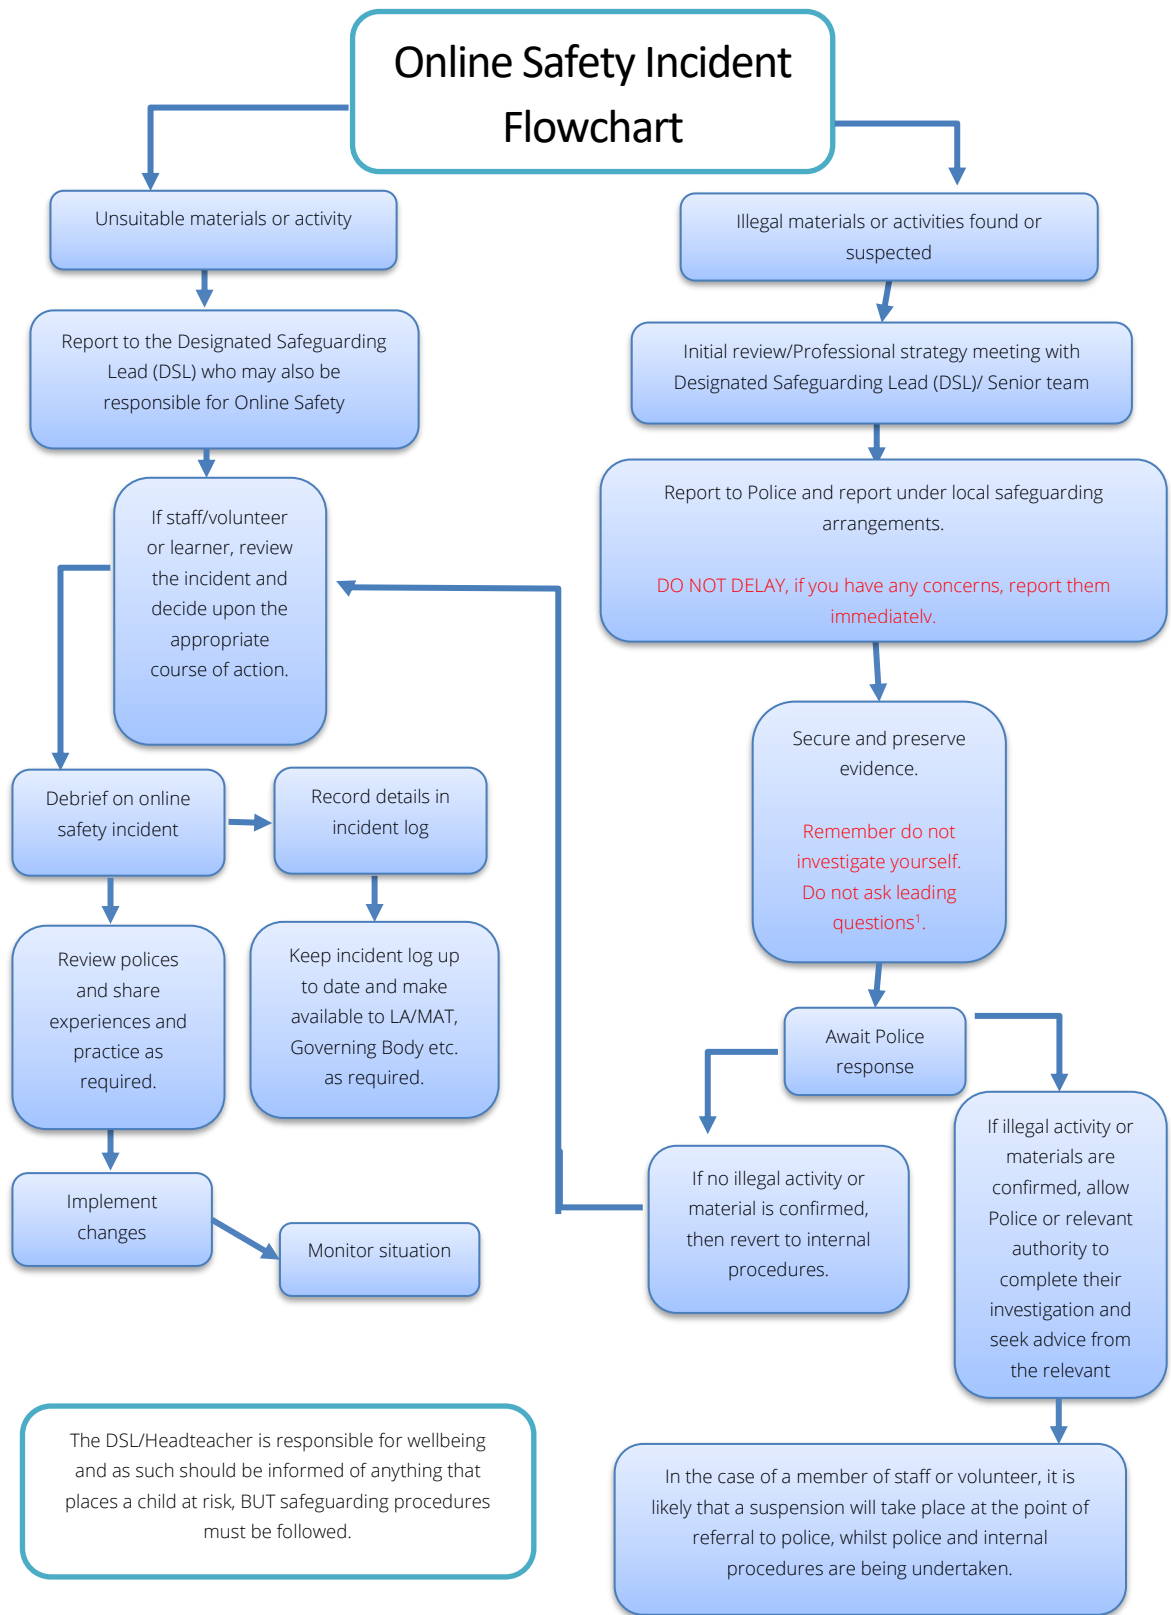 Online Safety Incident
Flowchart
Unsuitable materials or activity
Report to the Designated Safeguarding
Lead (DSL) who may also be
responsible for Online Safety
If staff/volunteer
or learner, review
the incident and
decide upon the
appropriate
course of action.
Debrief on online
safety incident
Record details in
incident log
Review polices
and share
experiences and
practice as
required.
Keep incident log up
to date and make
available to LA/MAT,
Governing Body etc.
as required.
Implement
changes
Monitor situation
Illegal materials or activities found or
suspected
Initial review/Professional strategy meeting with
Designated Safeguarding Lead (DSL)/ Senior team
Report to Police and report under local safeguarding
arrangements.
DO NOT DELAY, if you have any concerns, report them
immediately.
Secure and preserve
evidence.
Remember do not
investigate yourself.
Do not ask leading
questions¹.
Await Police
response
If no illegal activity or
material is confirmed,
then revert to internal
procedures.
If illegal activity or
materials are
confirmed, allow
Police or relevant
authority to
complete their
investigation and
seek advice from
the relevant
In the case of a member of staff or volunteer, it is
likely that a suspension will take place at the point of
referral to police, whilst police and internal
procedures are being undertaken.
The DSL/Headteacher is responsible for wellbeing
and as such should be informed of anything that
places a child at risk, BUT safeguarding procedures
must be followed.